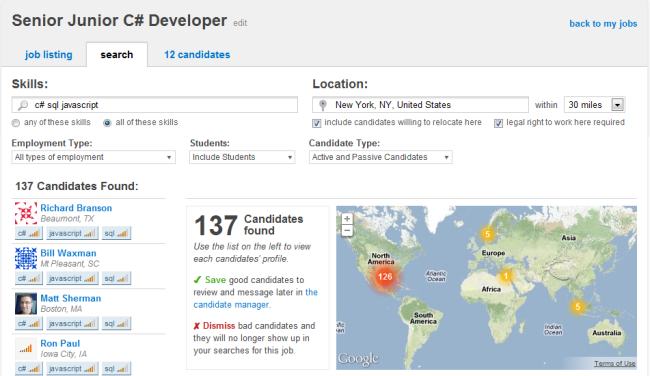 Senior Junior C# Developer edit
back to my jobs
job listing search 12 candidates
Skills: Location:
c# sql javascript New York, NY, United States within 30 miles
any of these skills all of these skills include candidates willing to relocate here legal right to work here required
Employment Type: Students: Candidate Type:
All types of employment Include Students Active and Passive Candidates
137 Candidates Found:
Richard Branson
Beaumont, TX
c# javascript sql
Bill Waxman
Mt Pleasant, SC
c# javascript sql
Matt Sherman
Boston, MA
c# javascript sql
Ron Paul
Iowa City, IA
c# javascript sql
137 Candidates found
Use the list on the left to view
each candidates' profile.
✓ Save good candidates to
review and message later in the
candidate manager.
✗ Dismiss bad candidates and
they will no longer show up in
your searches for this job.
+
−
5
Europe
Asia
North
America
126
Atlantic
Ocean
1
Africa
5
South
America
Indian
Ocean
Australia
Google
Terms of Use